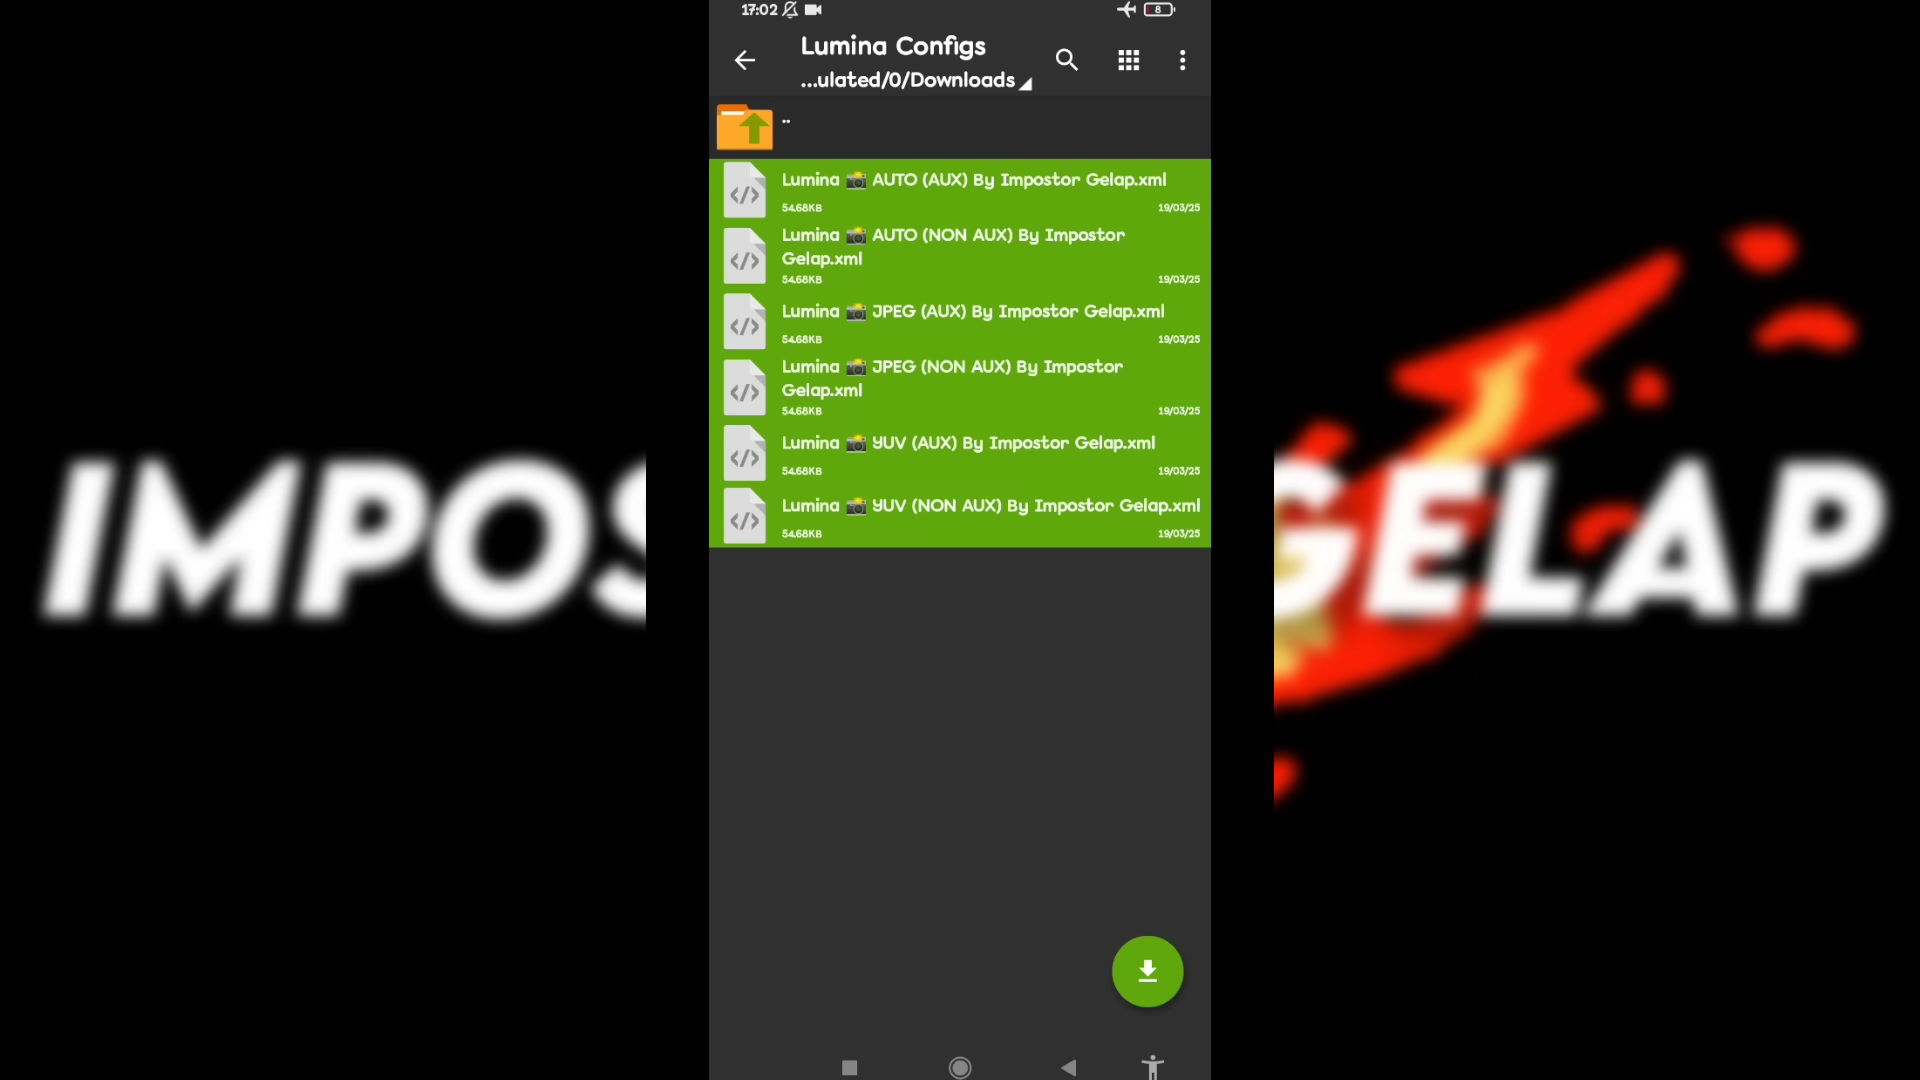 17:02
8
Lumina Configs
...ulated/0/Downloads
..
Lumina 📸 AUTO (AUX) By Impostor Gelap.xml
54.68KB 19/03/25
Lumina 📸 AUTO (NON AUX) By Impostor
Gelap.xml
54.68KB 19/03/25
Lumina 📸 JPEG (AUX) By Impostor Gelap.xml
54.68KB 19/03/25
Lumina 📸 JPEG (NON AUX) By Impostor
Gelap.xml
54.68KB 19/03/25
Lumina 📸 YUV (AUX) By Impostor Gelap.xml
54.68KB 19/03/25
Lumina 📸 YUV (NON AUX) By Impostor Gelap.xml
54.68KB 19/03/25
IMPOS
GELAP